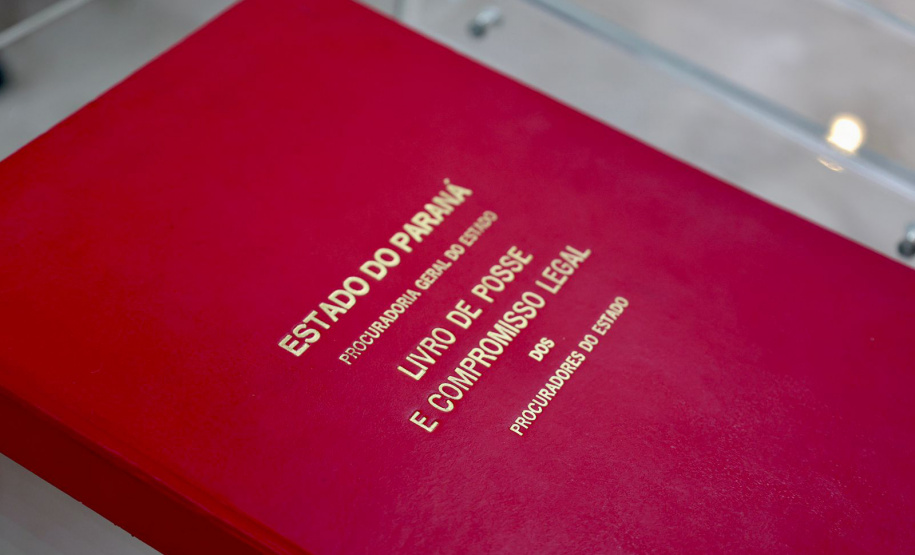 ESTADO DO PARANÁ
PROCURADORIA GERAL DO ESTADO
LIVRO DE POSSE
E COMPROMISSO LEGAL
DOS
PROCURADORES DO ESTADO